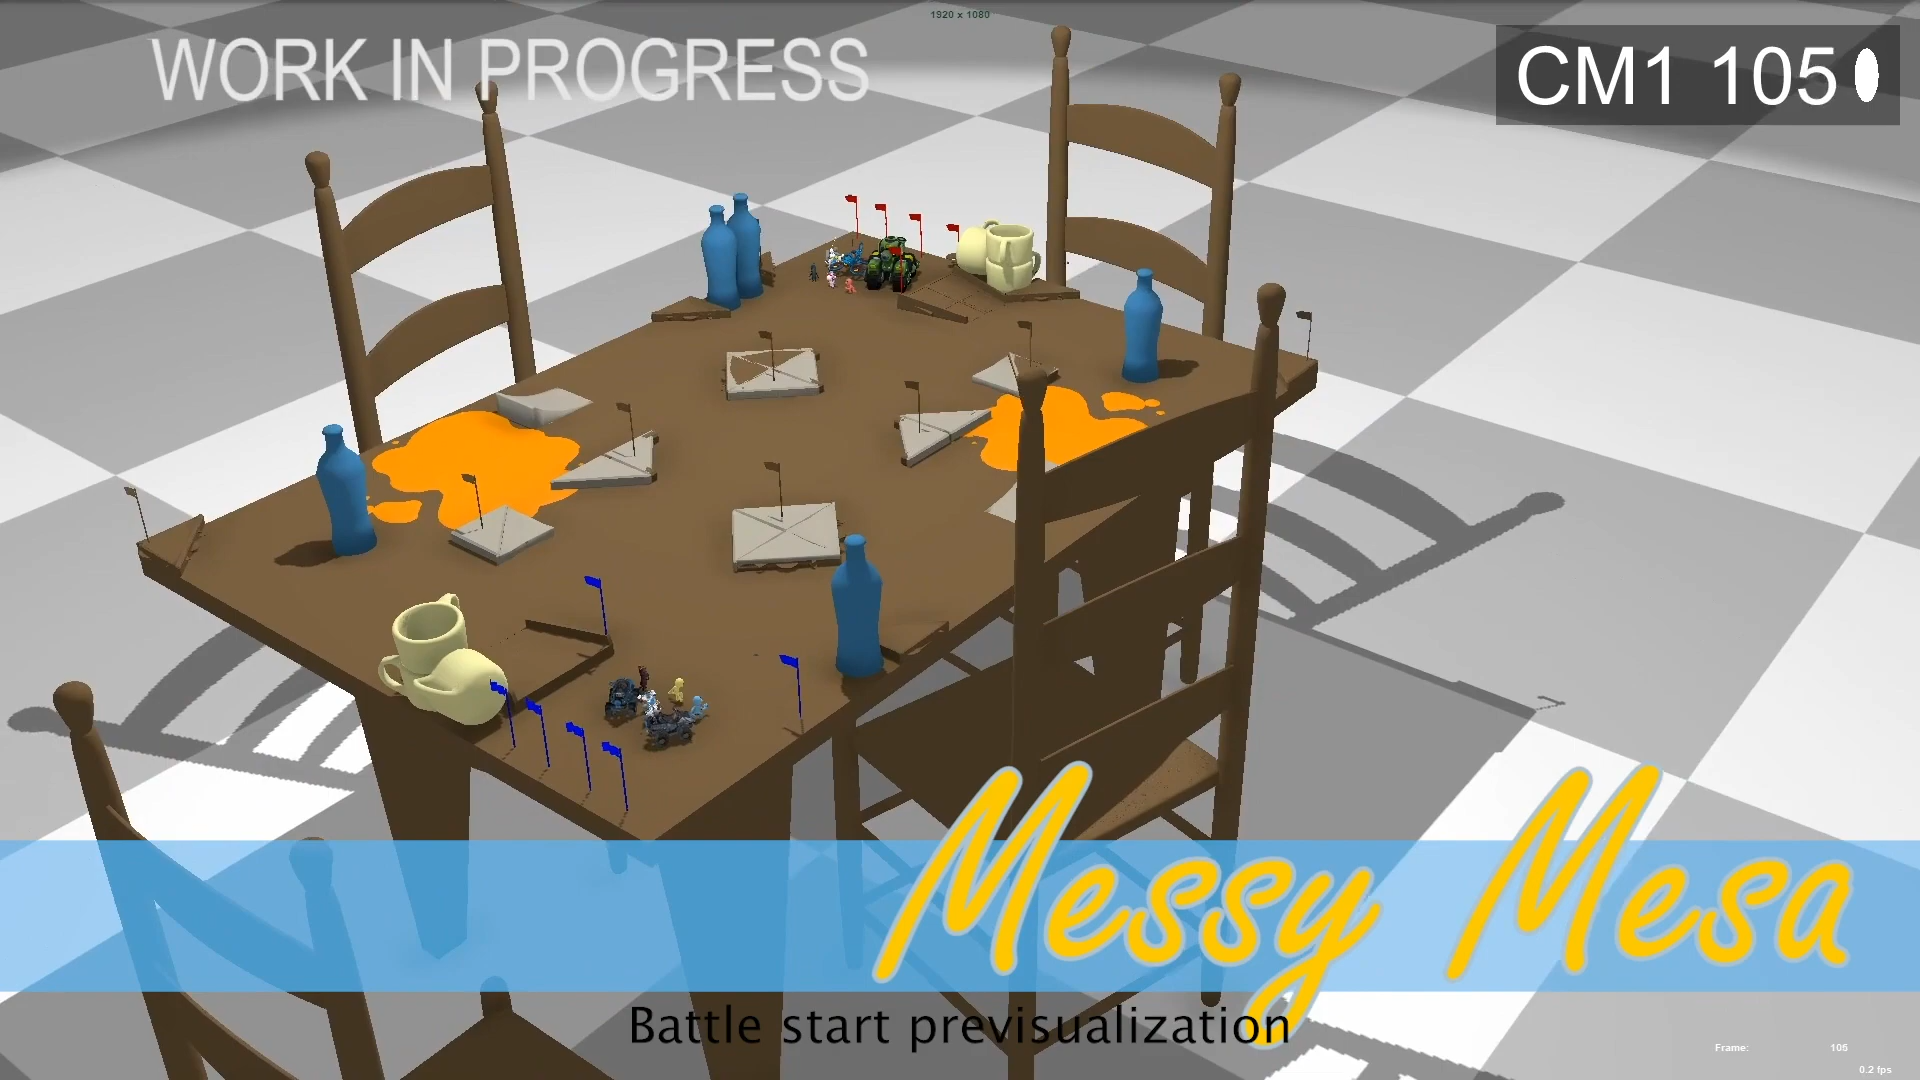 1920 x 1080
WORK IN PROGRESS
CM1 105
Messy Mesa
Battle start previsualization
Frame: 105
0.2 fps